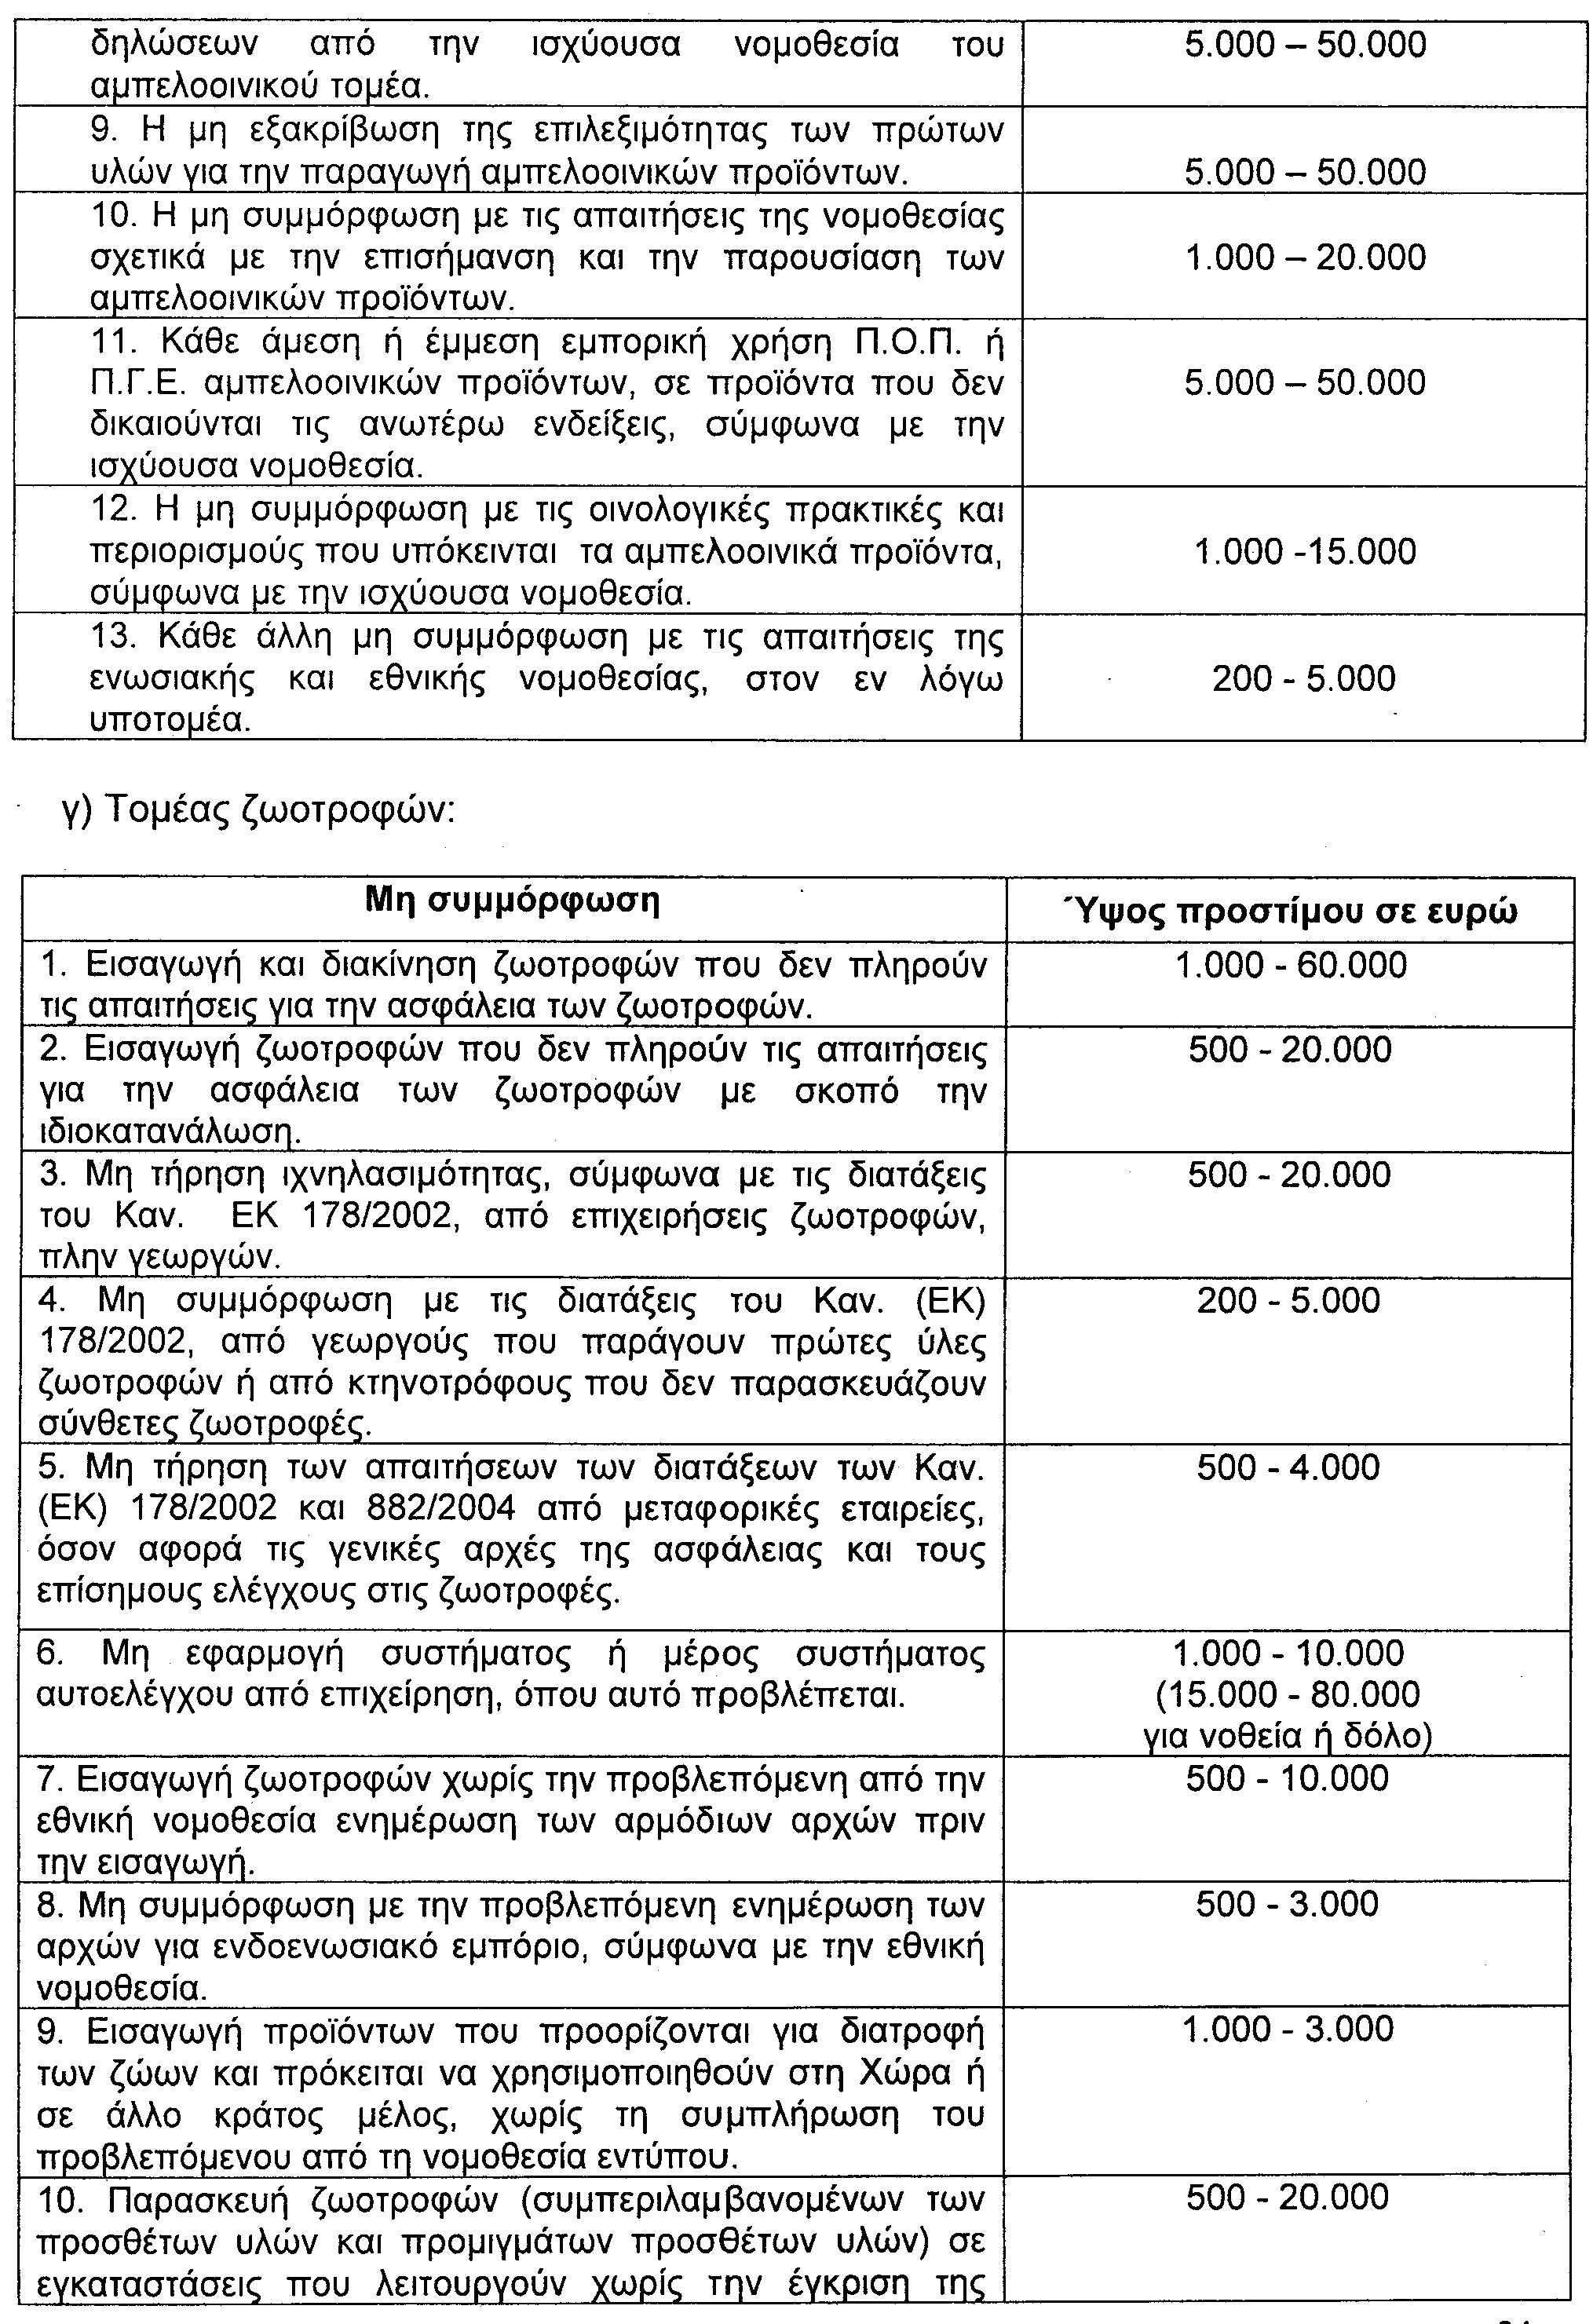 δηλώσεων από την ισχύουσα νομοθεσία του
αμπελοοινικού τομέα.
5.000 – 50.000
9. Η μη εξακρίβωση της επιλεξιμότητας των πρώτων
υλών για την παραγωγή αμπελοοινικών προϊόντων.
5.000 – 50.000
10. Η μη συμμόρφωση με τις απαιτήσεις της νομοθεσίας
σχετικά με την επισήμανση και την παρουσίαση των
αμπελοοινικών προϊόντων.
1.000 – 20.000
11. Κάθε άμεση ή έμμεση εμπορική χρήση Π.Ο.Π. ή
Π.Γ.Ε. αμπελοοινικών προϊόντων, σε προϊόντα που δεν
δικαιούνται τις ανωτέρω ενδείξεις, σύμφωνα με την
ισχύουσα νομοθεσία.
5.000 – 50.000
12. Η μη συμμόρφωση με τις οινολογικές πρακτικές και
περιορισμούς που υπόκεινται τα αμπελοοινικά προϊόντα,
σύμφωνα με την ισχύουσα νομοθεσία.
1.000 -15.000
13. Κάθε άλλη μη συμμόρφωση με τις απαιτήσεις της
ενωσιακής και εθνικής νομοθεσίας, στον εν λόγω
υποτομέα.
200 - 5.000
γ) Τομέας ζωοτροφών:
Μη συμμόρφωση
Ύψος προστίμου σε ευρώ
1. Εισαγωγή και διακίνηση ζωοτροφών που δεν πληρούν
τις απαιτήσεις για την ασφάλεια των ζωοτροφών.
1.000 - 60.000
2. Εισαγωγή ζωοτροφών που δεν πληρούν τις απαιτήσεις
για την ασφάλεια των ζωοτροφών με σκοπό την
ιδιοκατανάλωση.
500 - 20.000
3. Μη τήρηση ιχνηλασιμότητας, σύμφωνα με τις διατάξεις
του Καν. ΕΚ 178/2002, από επιχειρήσεις ζωοτροφών,
πλην γεωργών.
500 - 20.000
4. Μη συμμόρφωση με τις διατάξεις του Καν. (ΕΚ)
178/2002, από γεωργούς που παράγουν πρώτες ύλες
ζωοτροφών ή από κτηνοτρόφους που δεν παρασκευάζουν
σύνθετες ζωοτροφές.
200 - 5.000
5. Μη τήρηση των απαιτήσεων των διατάξεων των Καν.
(ΕΚ) 178/2002 και 882/2004 από μεταφορικές εταιρείες,
όσον αφορά τις γενικές αρχές της ασφάλειας και τους
επίσημους ελέγχους στις ζωοτροφές.
500 - 4.000
6. Μη εφαρμογή συστήματος ή μέρος συστήματος
αυτοελέγχου από επιχείρηση, όπου αυτό προβλέπεται.
1.000 - 10.000
(15.000 - 80.000
για νοθεία ή δόλο)
7. Εισαγωγή ζωοτροφών χωρίς την προβλεπόμενη από την
εθνική νομοθεσία ενημέρωση των αρμόδιων αρχών πριν
την εισαγωγή.
500 - 10.000
8. Μη συμμόρφωση με την προβλεπόμενη ενημέρωση των
αρχών για ενδοενωσιακό εμπόριο, σύμφωνα με την εθνική
νομοθεσία.
500 - 3.000
9. Εισαγωγή προϊόντων που προορίζονται για διατροφή
των ζώων και πρόκειται να χρησιμοποιηθούν στη Χώρα ή
σε άλλο κράτος μέλος, χωρίς τη συμπλήρωση του
προβλεπόμενου από τη νομοθεσία εντύπου.
1.000 - 3.000
10. Παρασκευή ζωοτροφών (συμπεριλαμβανομένων των
προσθέτων υλών και προμιγμάτων προσθέτων υλών) σε
εγκαταστάσεις που λειτουργούν χωρίς την έγκριση της
500 - 20.000